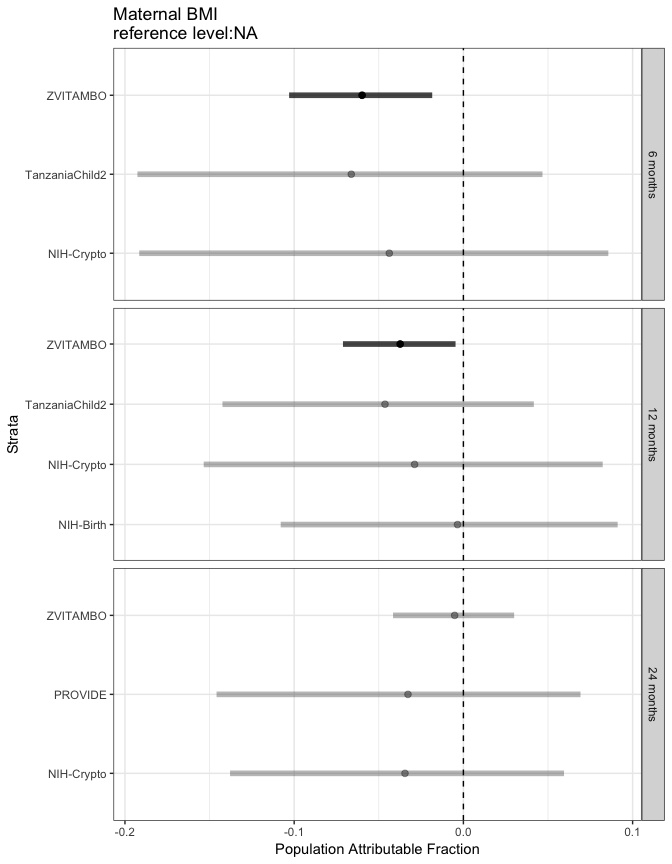 Maternal BMI
reference level:NA
ZVITAMBO
TanzaniaChild2
NIH-Crypto
6 months
ZVITAMBO
TanzaniaChild2
NIH-Crypto
NIH-Birth
12 months
Strata
ZVITAMBO
PROVIDE
NIH-Crypto
24 months
-0.2
-0.1
0.0
0.1
Population Attributable Fraction